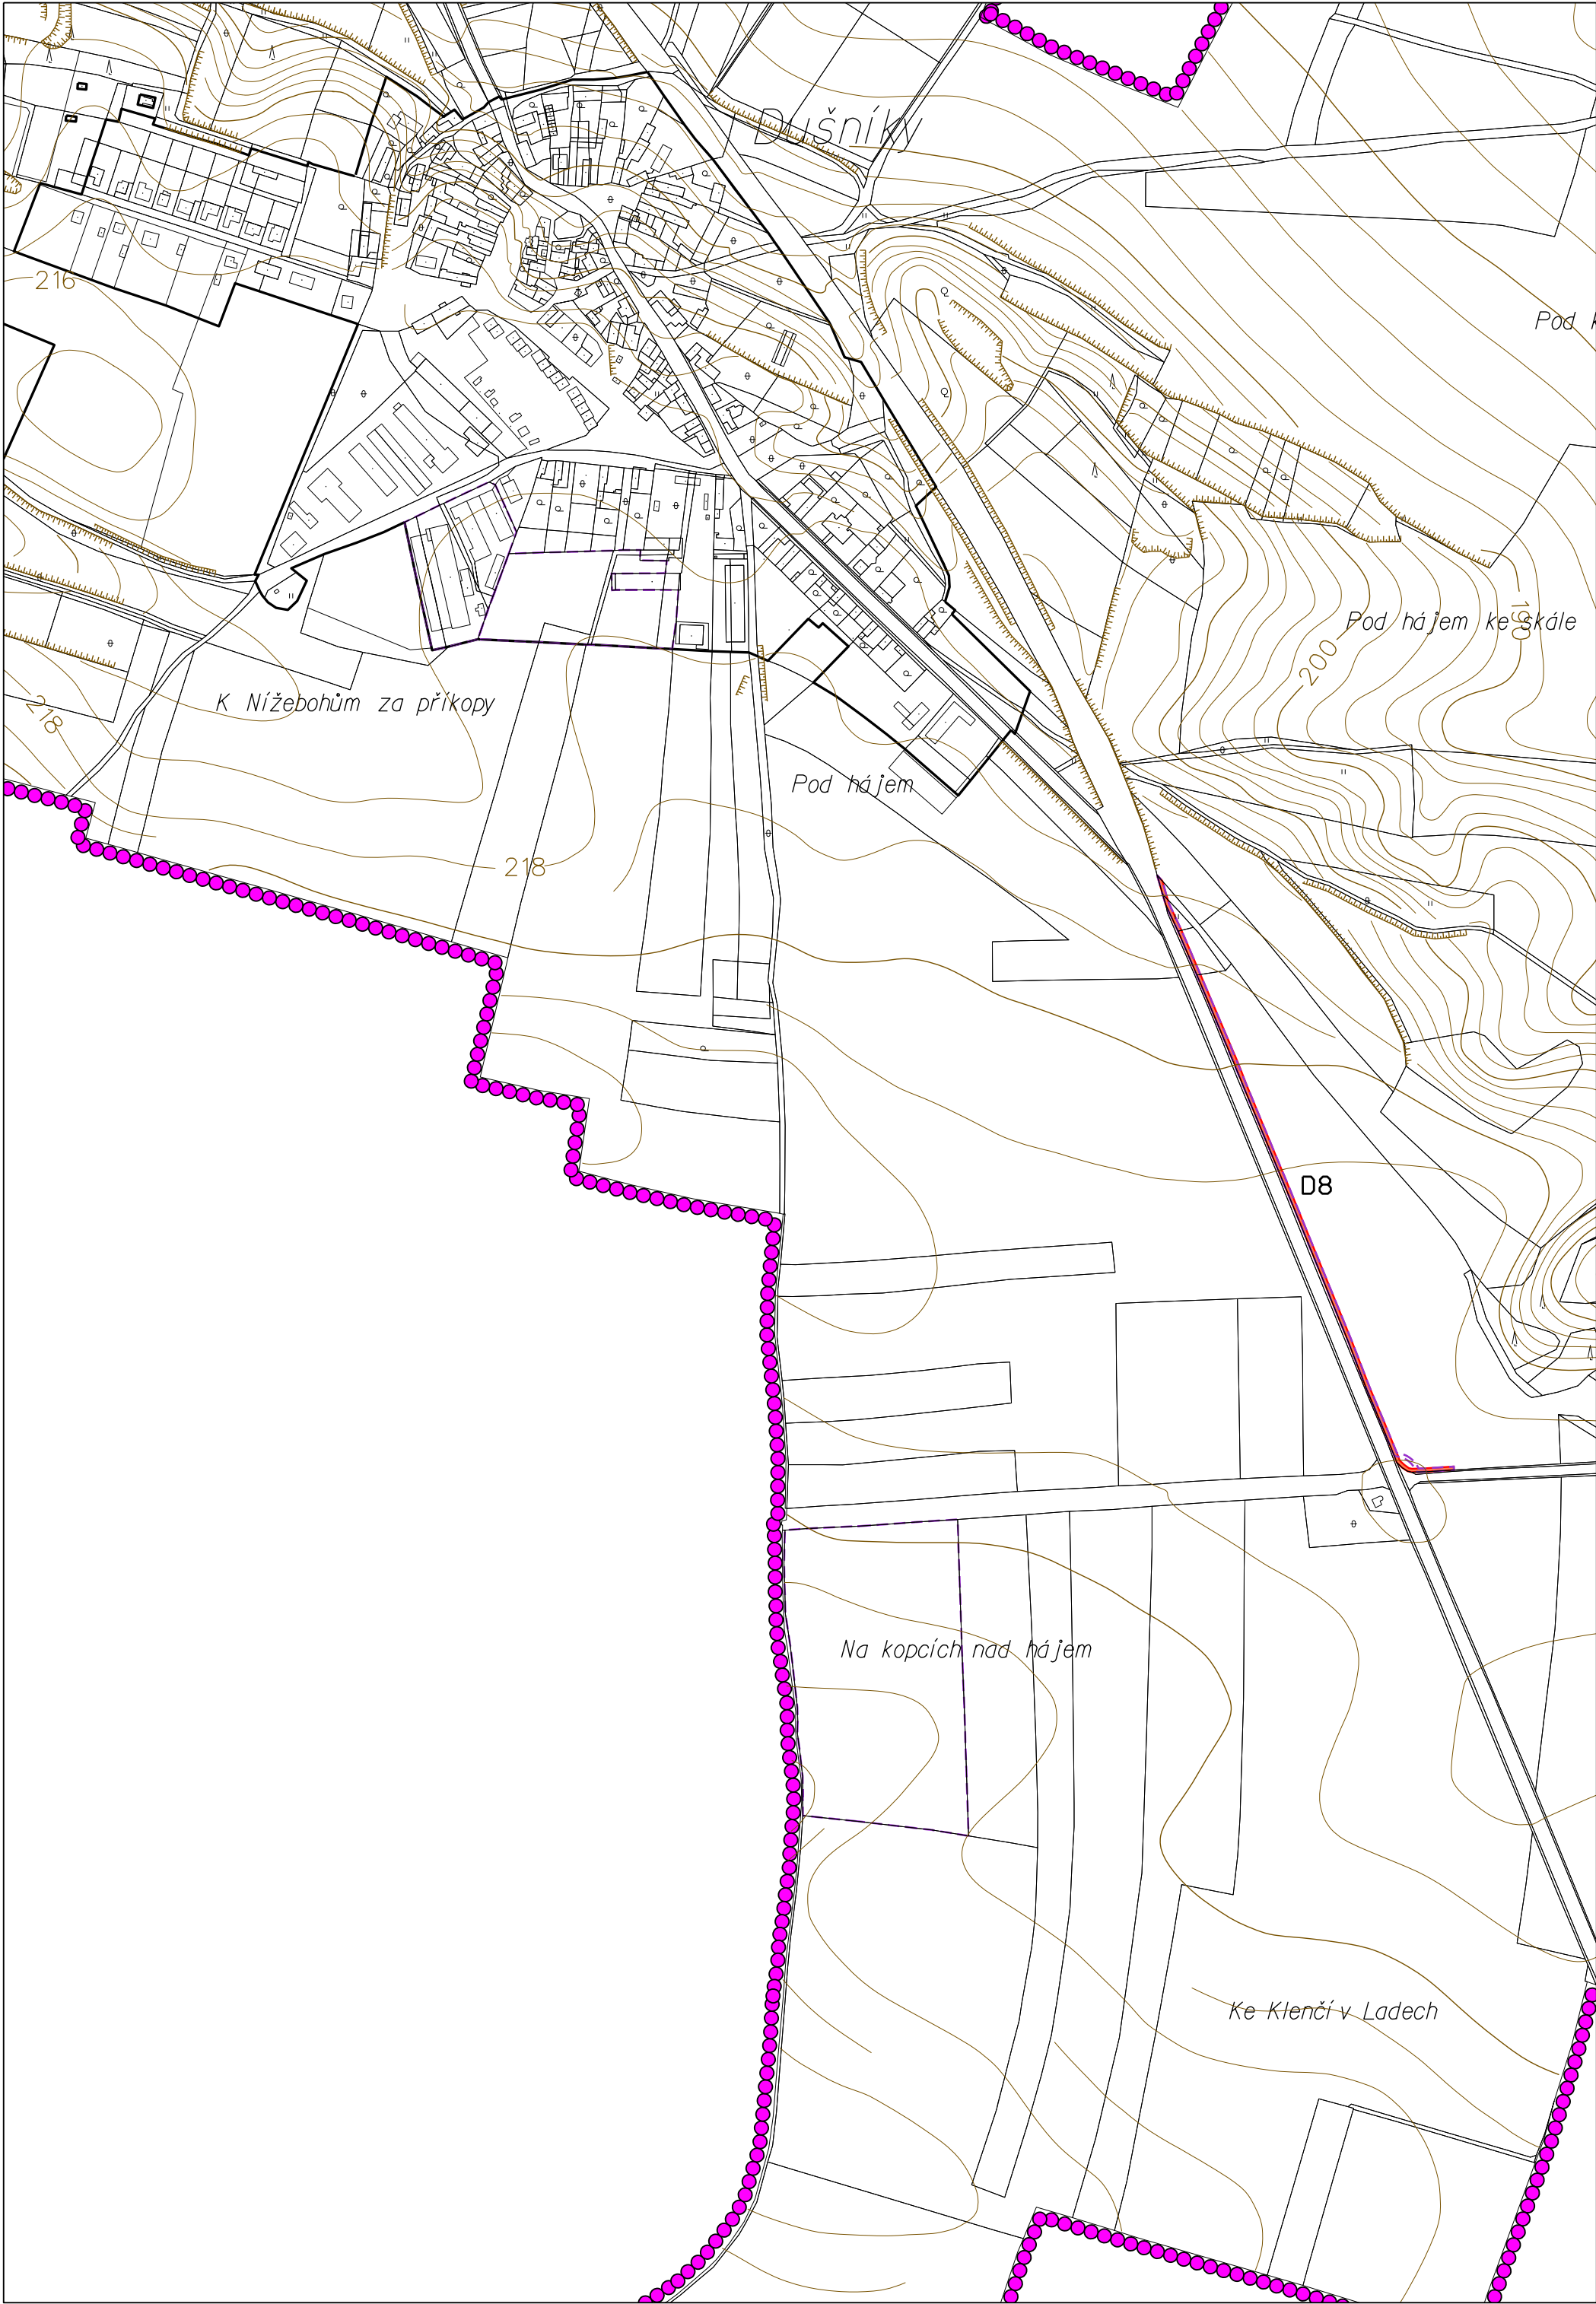 Dušníky
216
Pod
Pod hájem ke skále
190
200
K Nížebohům za příkopy
218
Pod hájem
218
D8
Na kopcích nad hájem
Ke Klenčí v Ladech